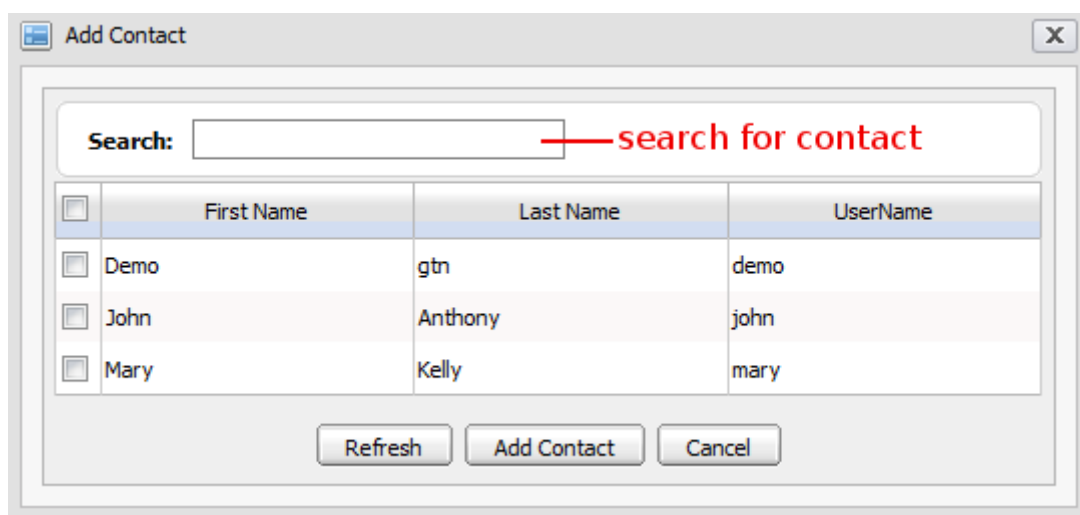 Add Contact
Search: search for contact
First Name Last Name UserName
Demo gtn demo
John Anthony john
Mary Kelly mary
Refresh Add Contact Cancel